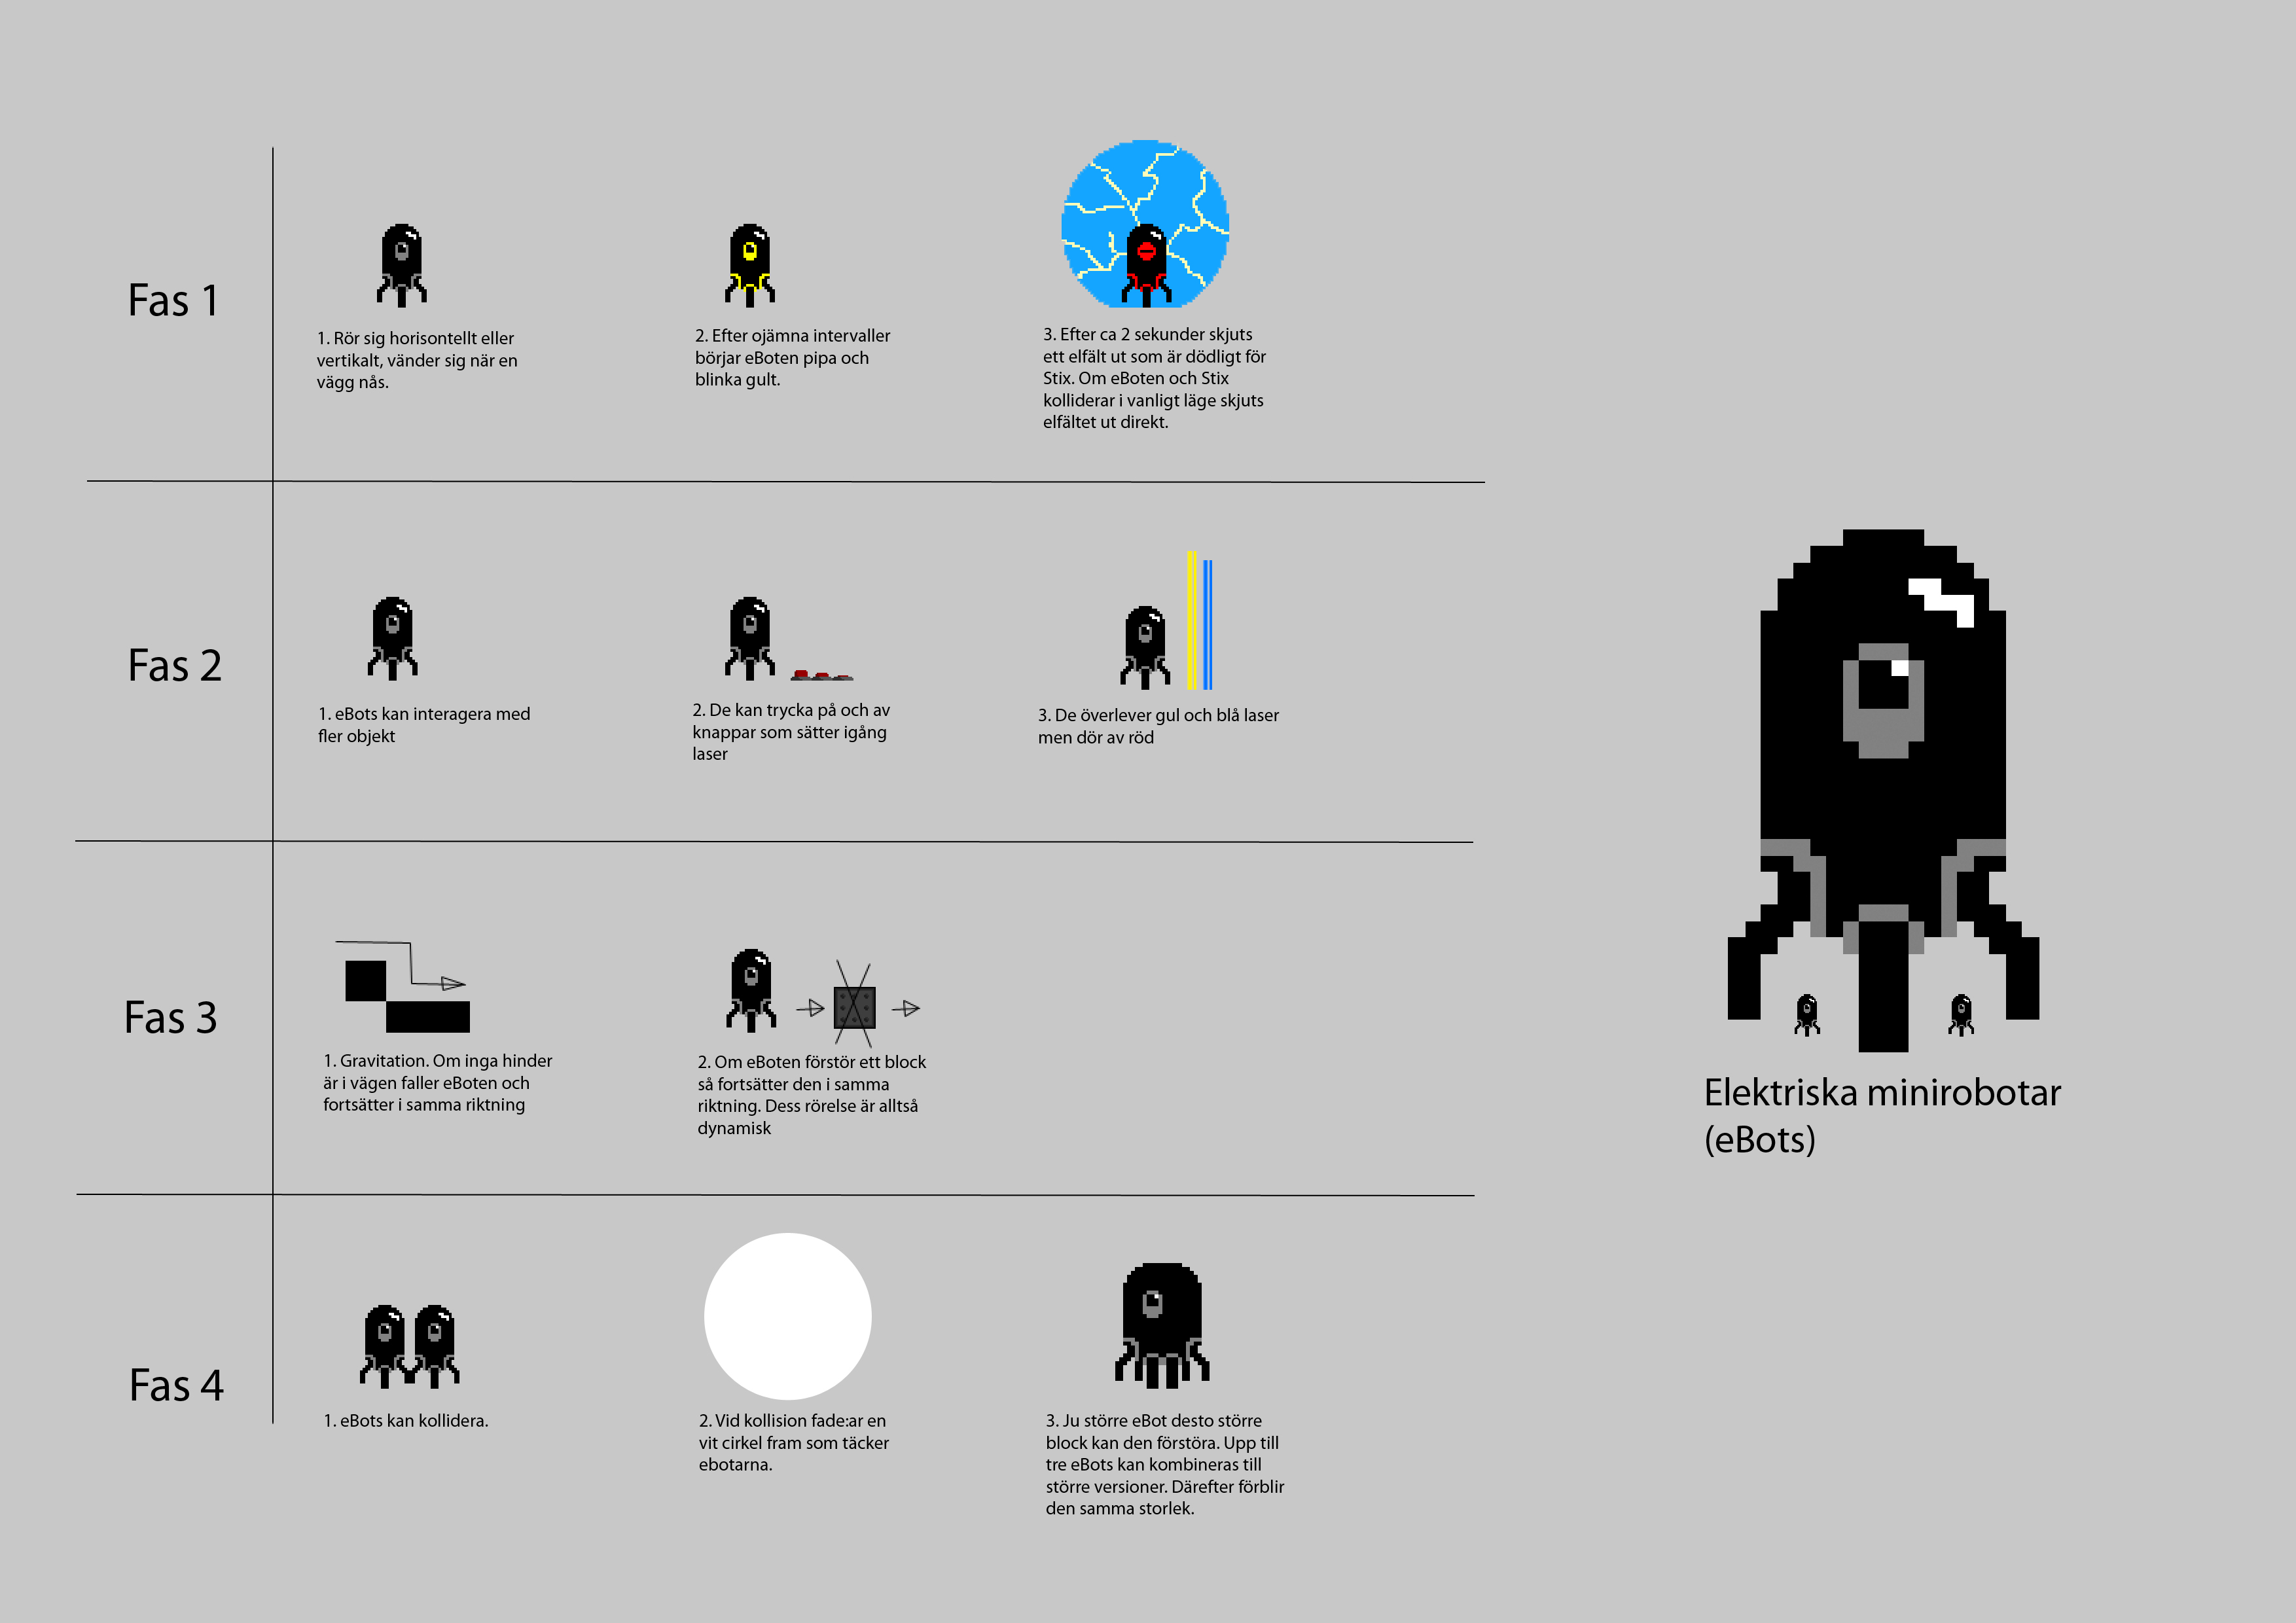 Fas 1
1. Rör sig horisontellt eller
vertikalt, vänder sig när en
vägg nås.
2. Efter ojämna intervaller
börjar eBoten pipa och
blinka gult.
3. Efter ca 2 sekunder skjuts
ett elfält ut som är dödligt för
Stix. Om eBoten och Stix
kolliderar i vanligt läge skjuts
elfältet ut direkt.
Fas 2
1. eBots kan interagera med
fler objekt
2. De kan trycka på och av
knappar som sätter igång
laser
3. De överlever gul och blå laser
men dör av röd
Fas 3
1. Gravitation. Om inga hinder
är i vägen faller eBoten och
fortsätter i samma riktning
2. Om eBoten förstör ett block
så fortsätter den i samma
riktning. Dess rörelse är alltså
dynamisk
Fas 4
1. eBots kan kollidera.
2. Vid kollision fade:ar en
vit cirkel fram som täcker
ebotarna.
3. Ju större eBot desto större
block kan den förstöra. Upp till
tre eBots kan kombineras till
större versioner. Därefter förblir
den samma storlek.
Elektriska minirobotar
(eBots)